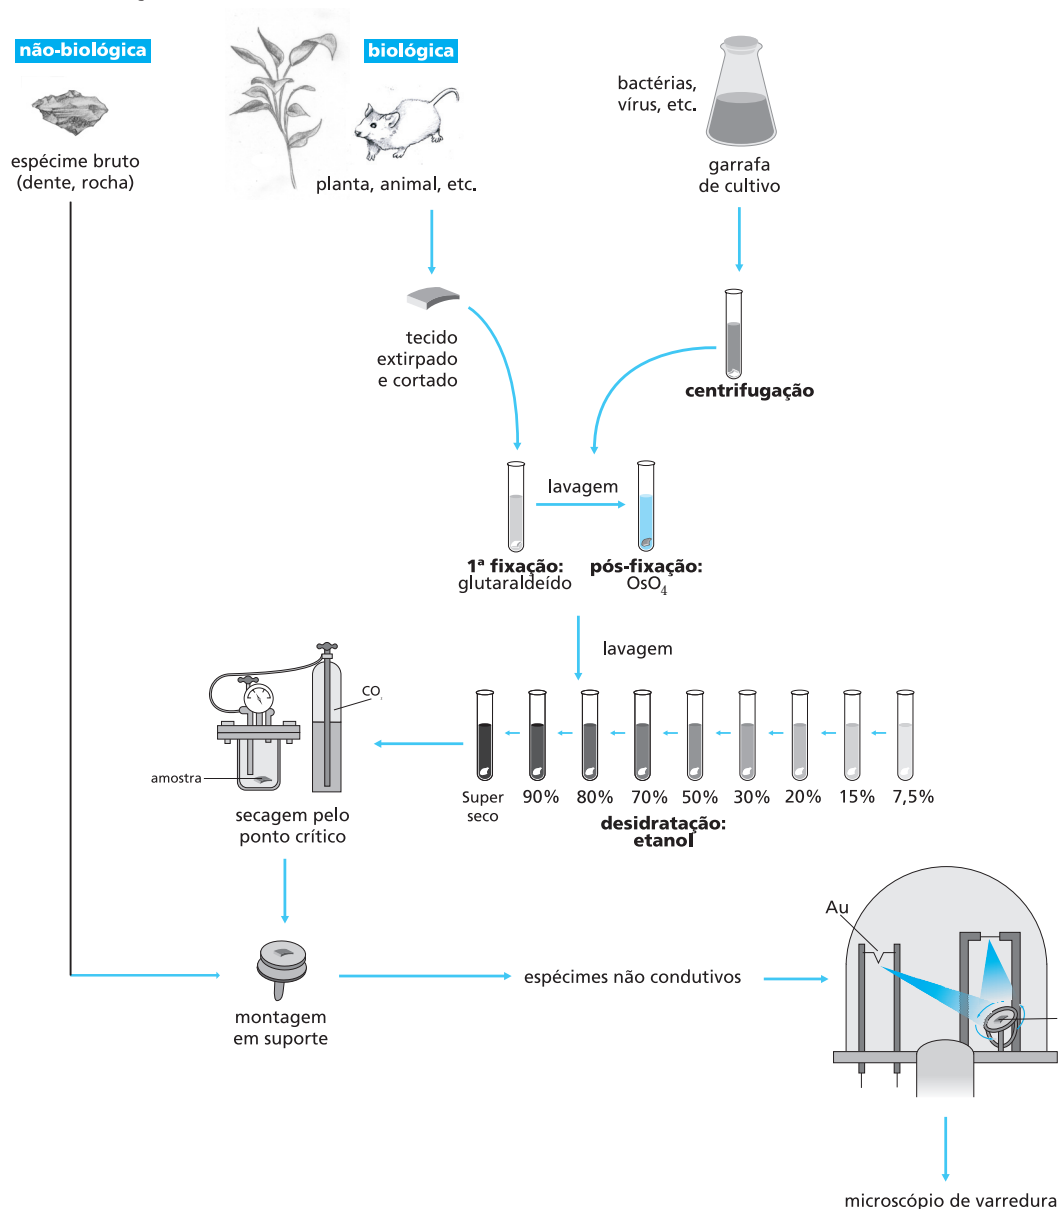 não-biológica
biológica
bactérias,
vírus, etc.
espécime bruto
(dente, rocha)
planta, animal, etc.
garrafa
de cultivo
tecido
extirpado
e cortado
centrifugação
lavagem
1ª fixação:
glutaraldeído
pós-fixação:
OsO₄
lavagem
CO
amostra
secagem pelo
ponto crítico
Super
seco
90%
80%
70%
50%
30%
20%
15%
7,5%
desidratação:
etanol
Au
espécimes não condutivos
montagem
em suporte
microscópio de varredura